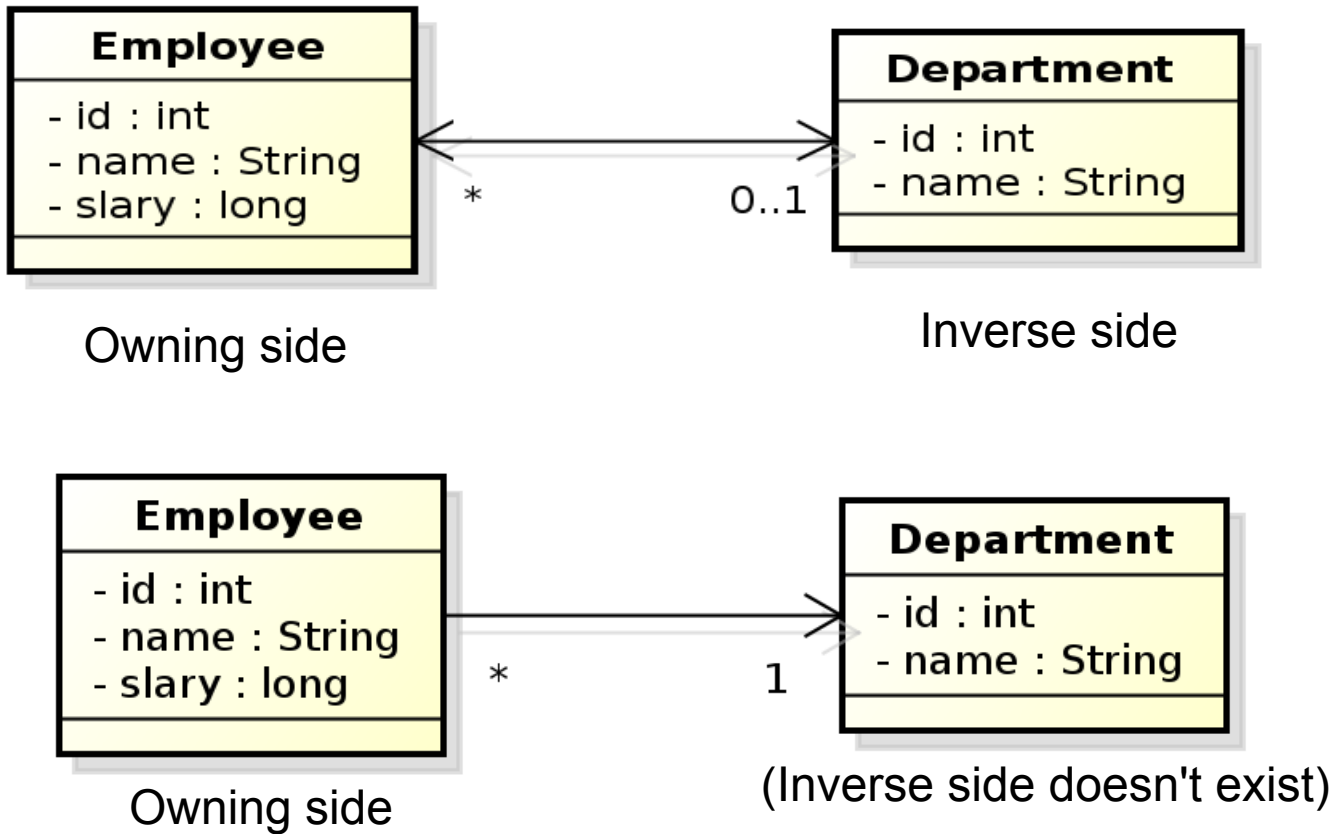 Employee
- id : int
- name : String
- slary : long
Department
- id : int
- name : String
*
0..1
Owning side
Inverse side
Employee
- id : int
- name : String
- slary : long
Department
- id : int
- name : String
*
1
Owning side
(Inverse side doesn't exist)